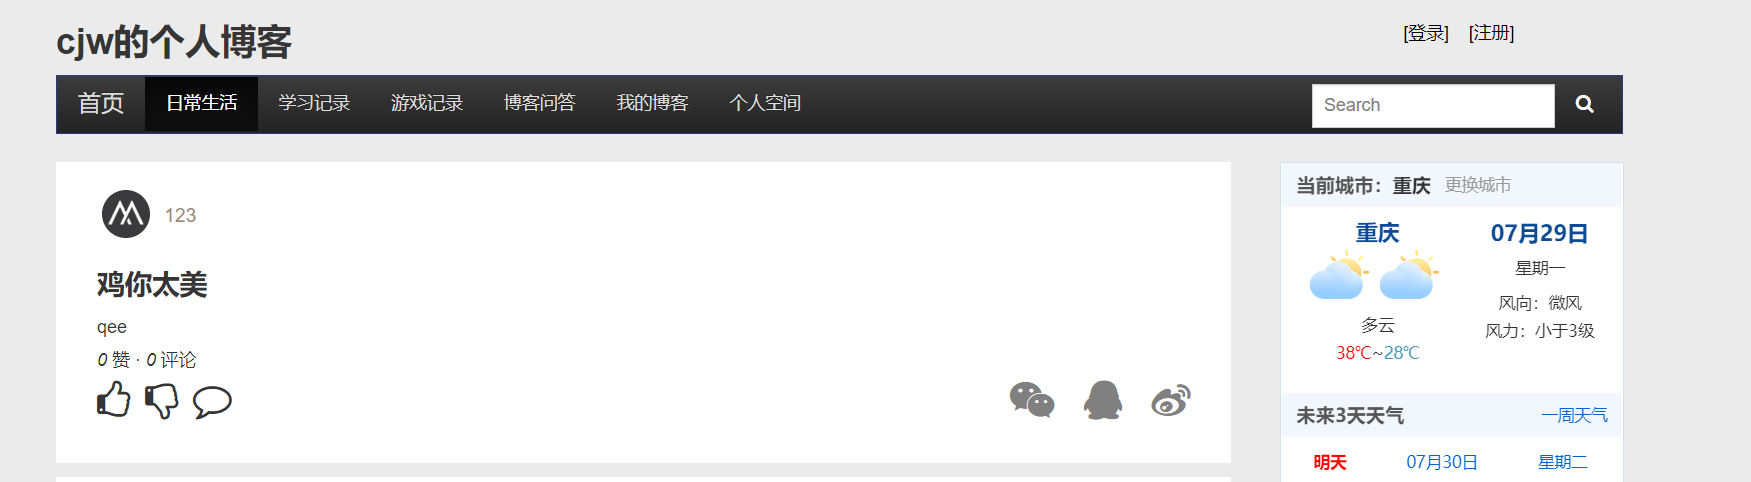 cjw的个人博客
[登录] [注册]
首页 日常生活 学习记录 游戏记录 博客问答 我的博客 个人空间 Search
123
鸡你太美
qee
0 赞 · 0 评论
当前城市：重庆 更换城市
重庆
多云
38℃~28℃
07月29日
星期一
风向：微风
风力：小于3级
未来3天天气 一周天气
明天 07月30日 星期二